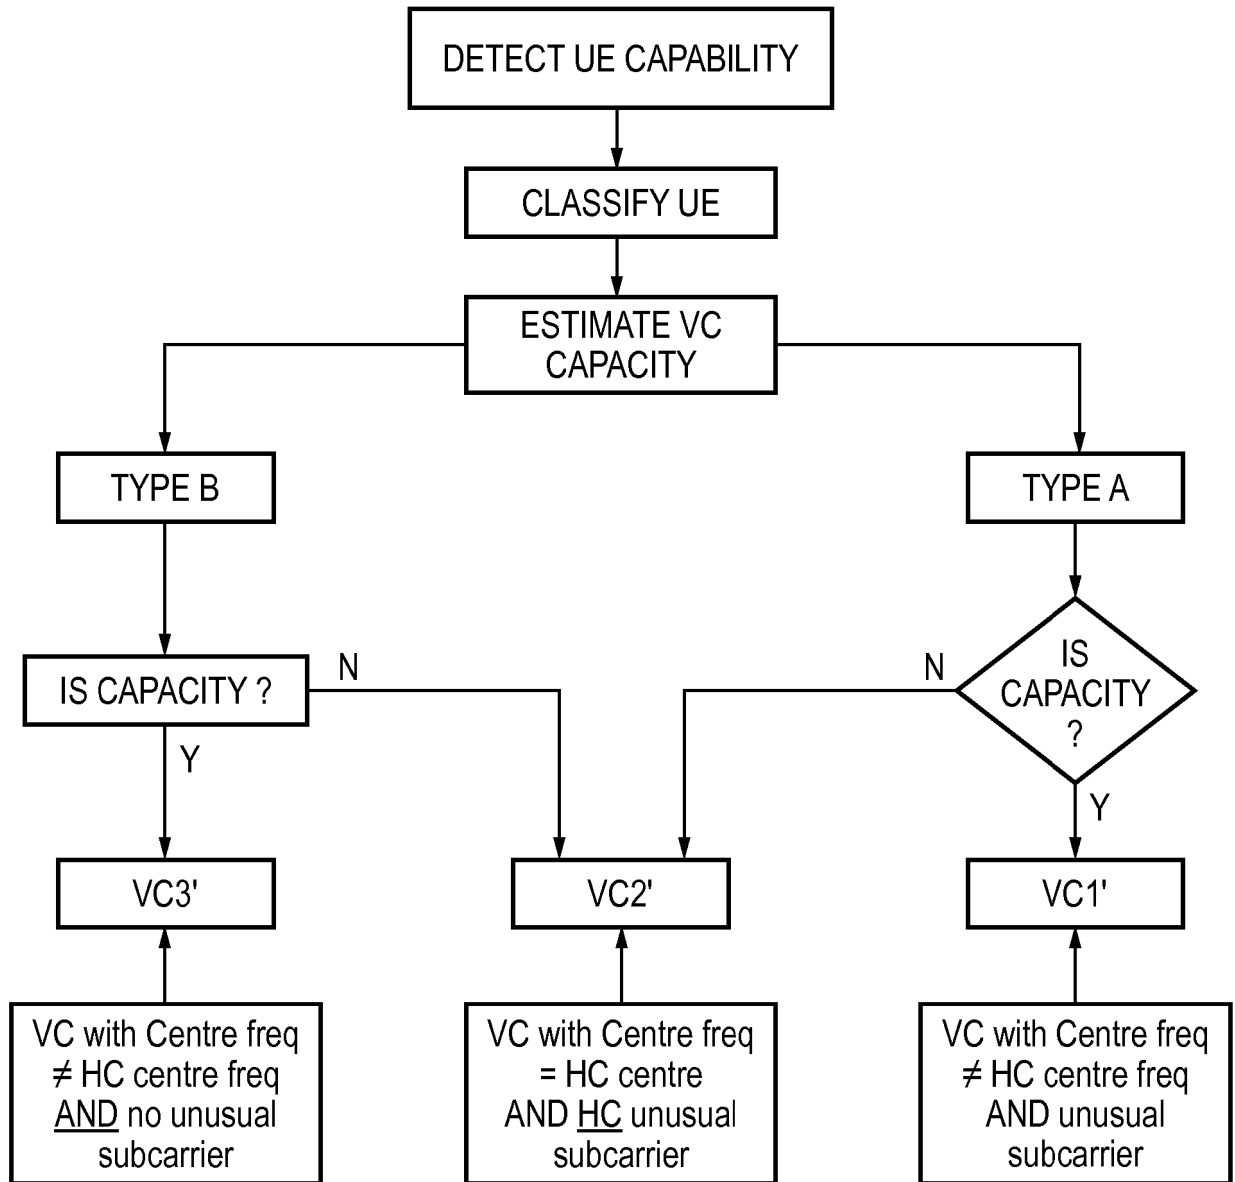 DETECT UE CAPABILITY
CLASSIFY UE
ESTIMATE VC
CAPACITY
TYPE B
TYPE A
IS CAPACITY ?
N
N
IS
CAPACITY
?
Y
Y
VC3'
VC2'
VC1'
VC with Centre freq
≠ HC centre freq
AND no unusual
subcarrier
VC with Centre freq
= HC centre
AND HC unusual
subcarrier
VC with Centre freq
≠ HC centre freq
AND unusual
subcarrier